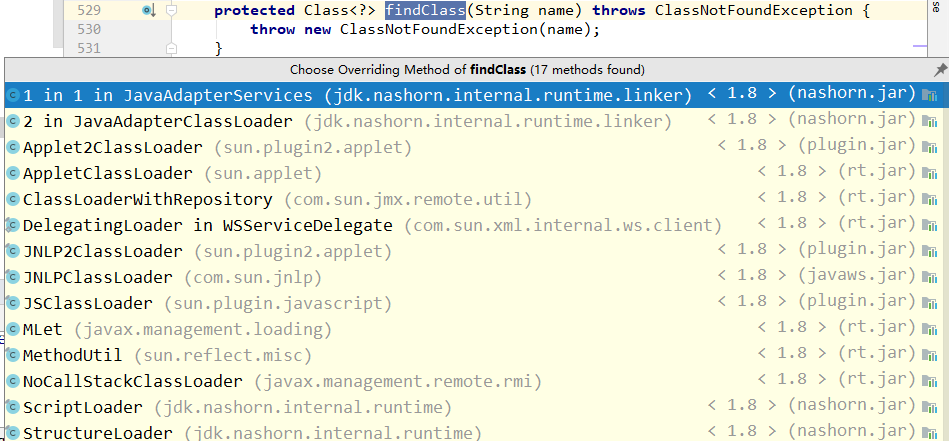 529 protected Class<?> findClass(String name) throws ClassNotFoundException {
530 throw new ClassNotFoundException(name);
531 }
se
Choose Overriding Method of findClass (17 methods found)
1 in 1 in JavaAdapterServices (jdk.nashorn.internal.runtime.linker) < 1.8 > (nashorn.jar)
2 in JavaAdapterClassLoader (jdk.nashorn.internal.runtime.linker) < 1.8 > (nashorn.jar)
Applet2ClassLoader (sun.plugin2.applet) < 1.8 > (plugin.jar)
AppletClassLoader (sun.applet) < 1.8 > (rt.jar)
ClassLoaderWithRepository (com.sun.jmx.remote.util) < 1.8 > (rt.jar)
DelegatingLoader in WSServiceDelegate (com.sun.xml.internal.ws.client) < 1.8 > (rt.jar)
JNLP2ClassLoader (sun.plugin2.applet) < 1.8 > (plugin.jar)
JNLPClassLoader (com.sun.jnlp) < 1.8 > (javaws.jar)
JSClassLoader (sun.plugin.javascript) < 1.8 > (plugin.jar)
MLet (javax.management.loading) < 1.8 > (rt.jar)
MethodUtil (sun.reflect.misc) < 1.8 > (rt.jar)
NoCallStackClassLoader (javax.management.remote.rmi) < 1.8 > (rt.jar)
ScriptLoader (jdk.nashorn.internal.runtime) < 1.8 > (nashorn.jar)
StructureLoader (jdk.nashorn.internal.runtime) < 1.8 > (nashorn.jar)